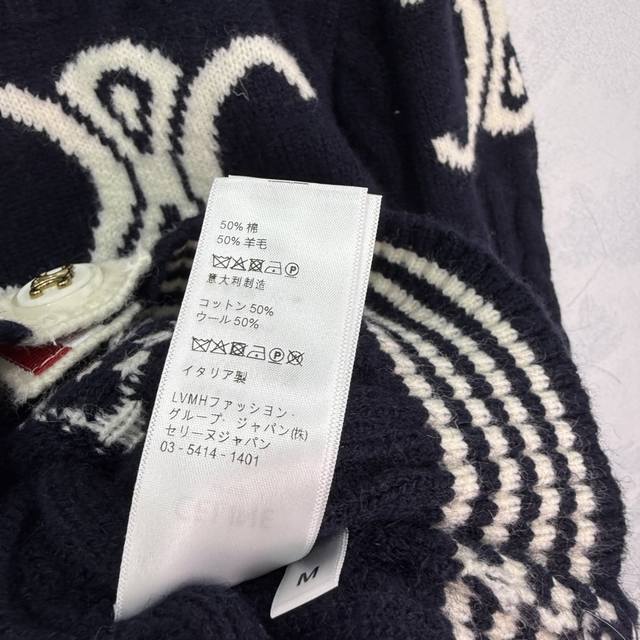 50% 棉
50% 羊毛
P
意大利制造
コットン 50%
ウール 50%
P
イタリア製
LVMHファッション・
グループ・ジャパン(株)
セリーヌジャパン
03 - 5414 - 1401
M